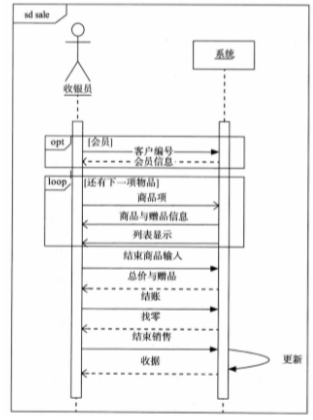 sd sale
收银员
系统
opt
[会员]
客户编号
会员信息
loop
[还有下一项物品]
商品项
商品与赠品信息
列表显示
结束商品输入
总价与赠品
结账
找零
结束销售
收据
更新